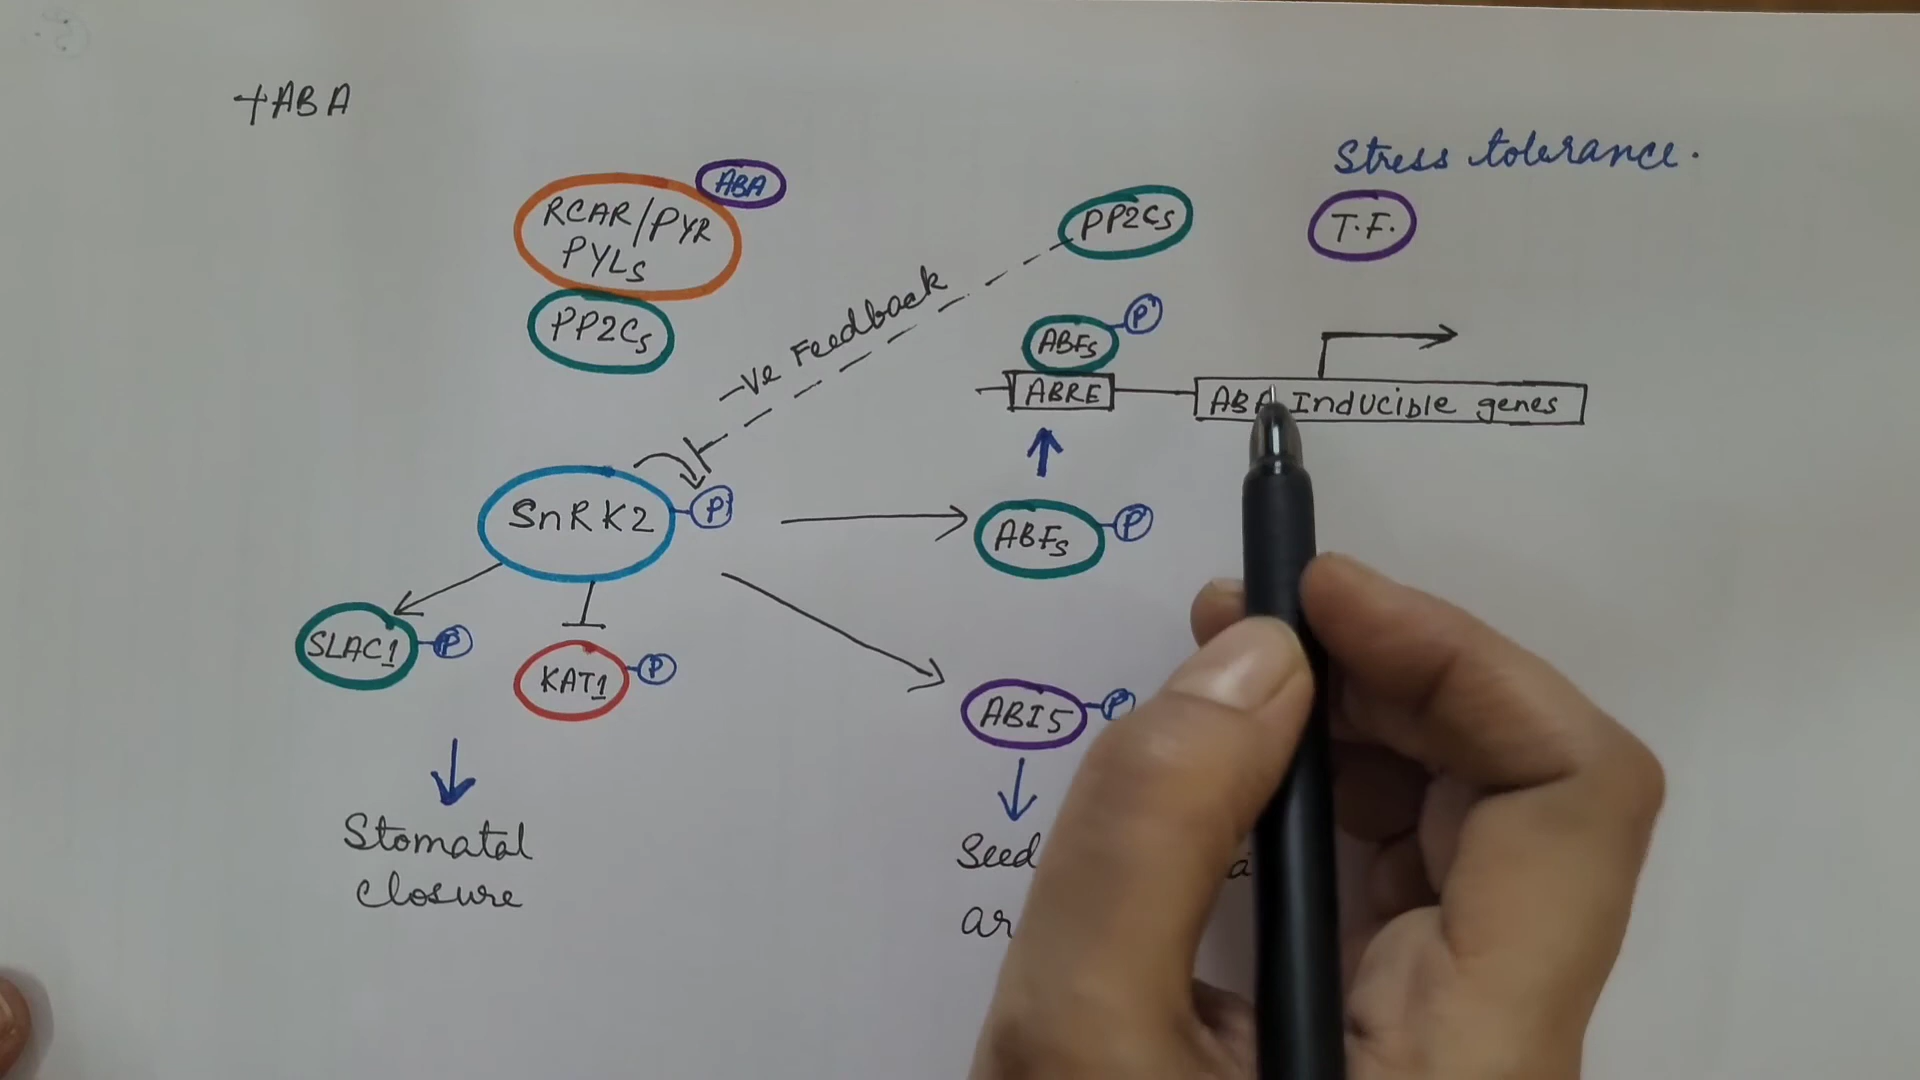 +ABA
Stress tolerance.
ABA
RCAR/PYR
PYLs
PP2Cs
PP2Cs
T.F.
-Ve Feedback
ABFs
P
ABRE
ABA Inducible genes
SnRK2
P
ABFs
P
SLAC1
P
KAT1
P
ABI5
P
Stomatal
closure
Seed